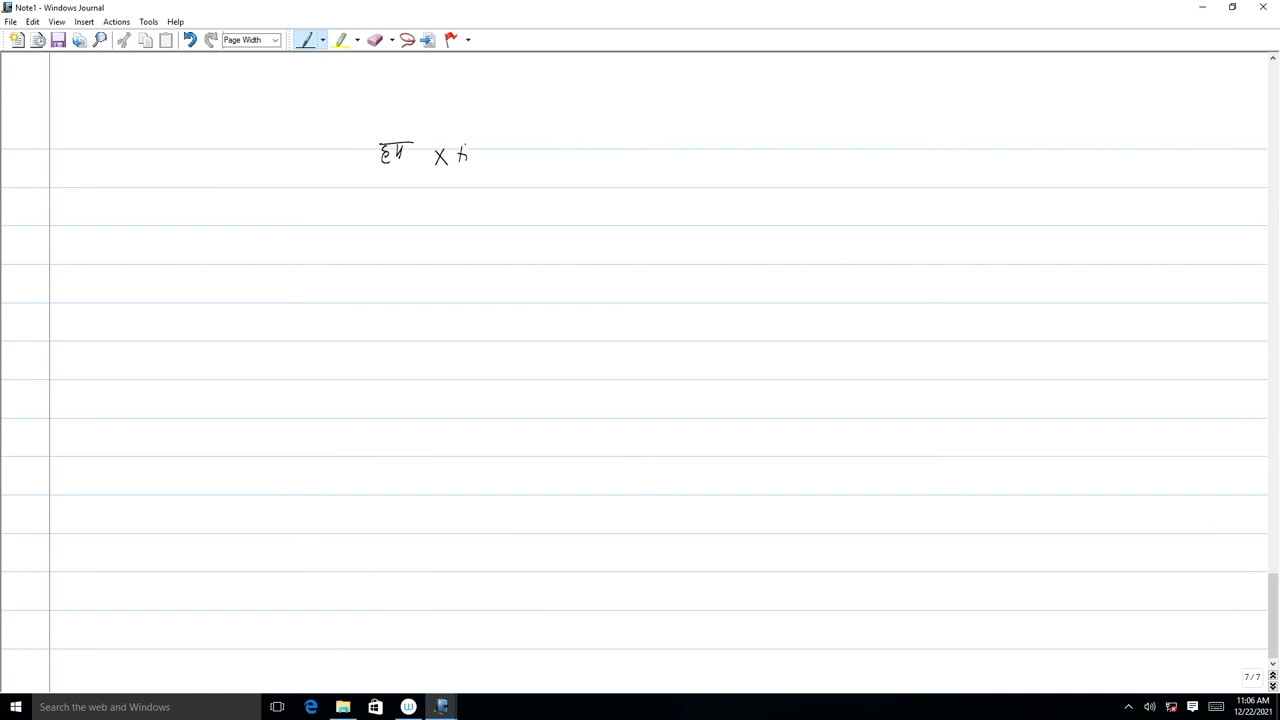 Note1 - Windows Journal
File Edit View Insert Actions Tools Help
Page Width
हम X
7 / 7
Search the web and Windows
11:06 AM
12/22/2021